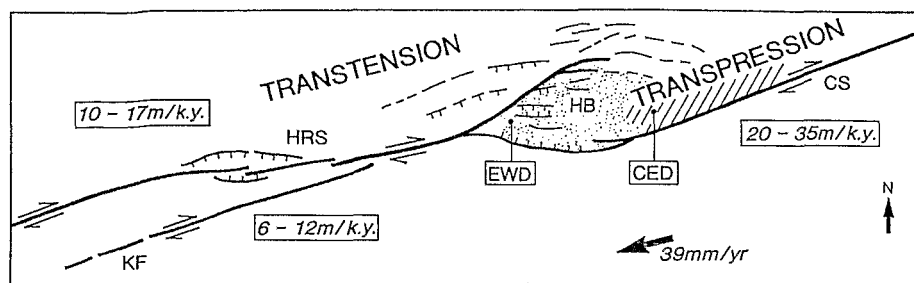 TRANSTENSION
TRANSPRESSION
CS
10 – 17m/k.y.
HRS
HB
20 – 35m/k.y.
EWD
CED
6 – 12m/k.y.
N
KF
39mm/yr